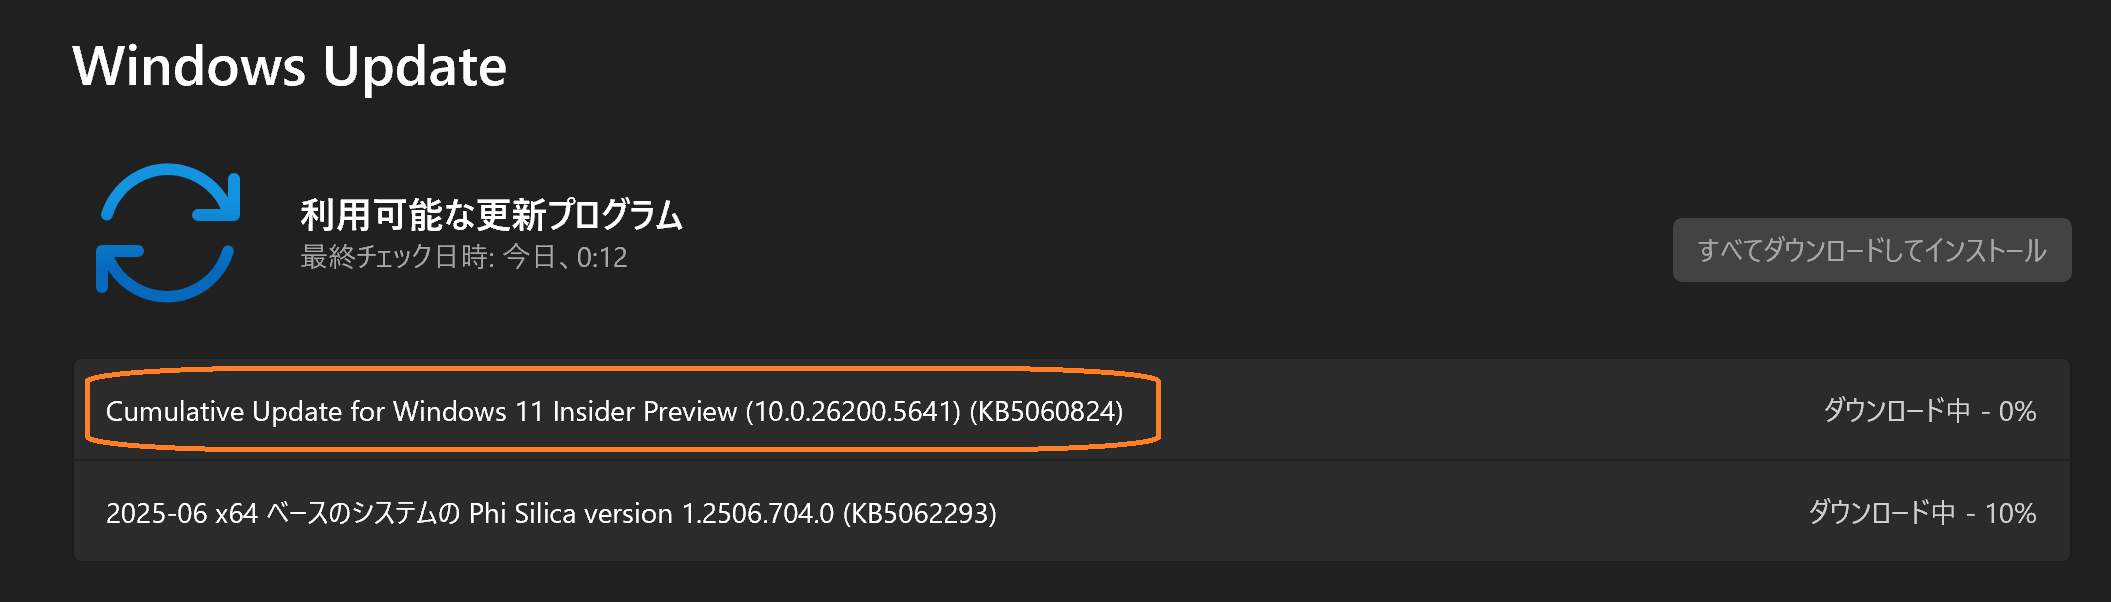 Windows Update
利用可能な更新プログラム
最終チェック日時: 今日、0:12
すべてダウンロードしてインストール
Cumulative Update for Windows 11 Insider Preview (10.0.26200.5641) (KB5060824)
ダウンロード中 - 0%
2025-06 x64 ベースのシステムの Phi Silica version 1.2506.704.0 (KB5062293)
ダウンロード中 - 10%